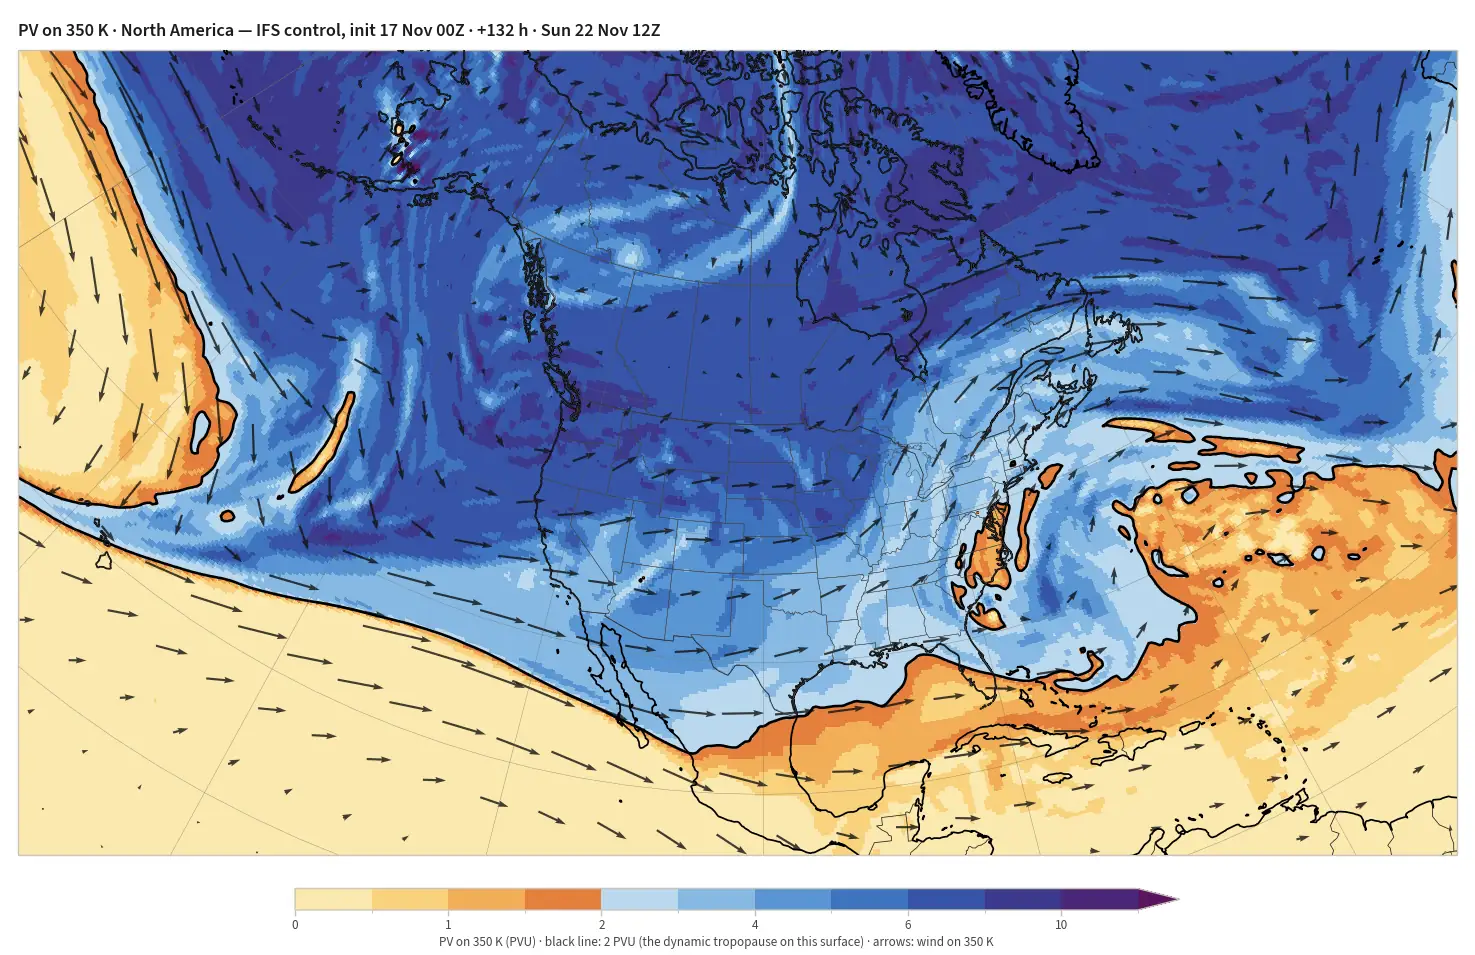 PV on 350 K · North America — IFS control, init 17 Nov 00Z · +132 h · Sun 22 Nov 12Z
0 1 2 4 6 10
PV on 350 K (PVU) · black line: 2 PVU (the dynamic tropopause on this surface) · arrows: wind on 350 K